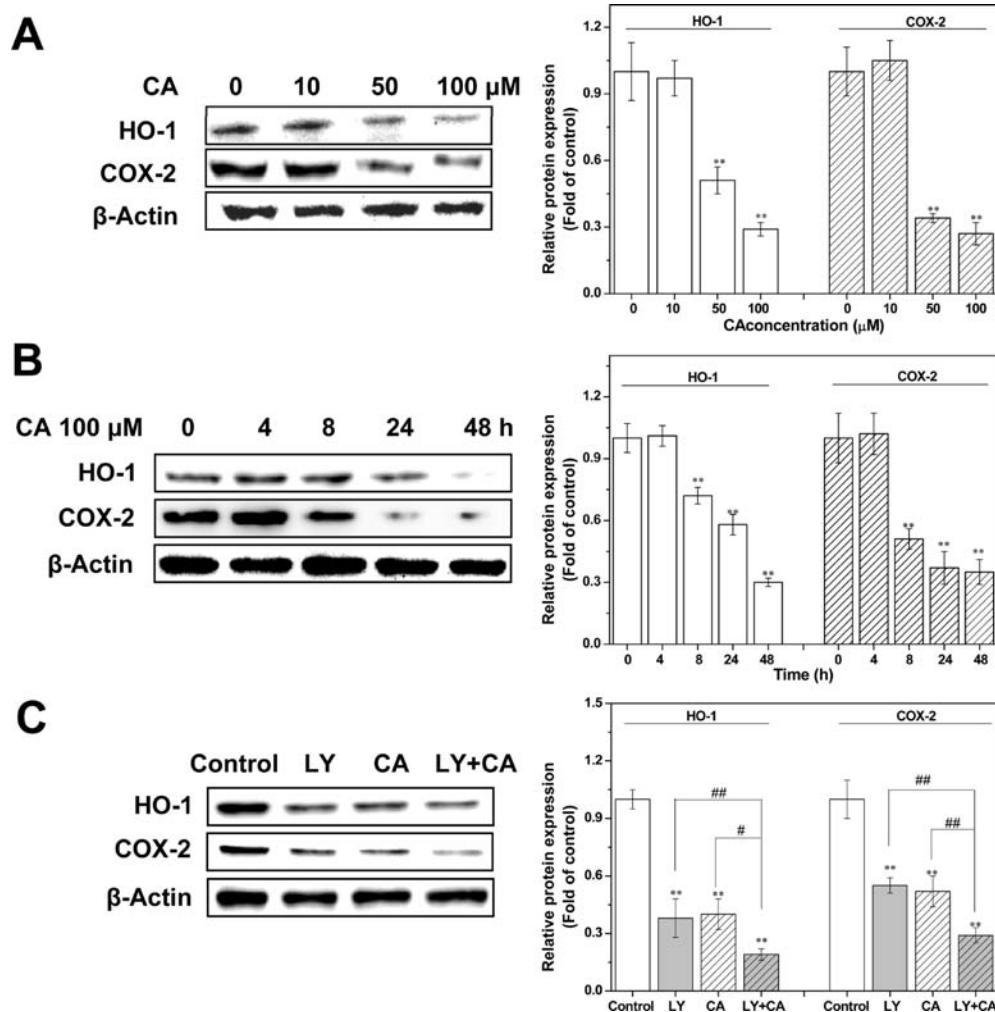 A
CA 0 10 50 100 μM
HO-1
COX-2
β-Actin
HO-1 COX-2
1.2
0.9
0.6
0.3
0.0
Relative protein expression
(Fold of control)
** ** ** **
0 10 50 100 0 10 50 100
CAconcentration (μM)
B
CA 100 μM 0 4 8 24 48 h
HO-1
COX-2
β-Actin
HO-1 COX-2
1.2
0.9
0.6
0.3
0.0
Relative protein expression
(Fold of control)
** ** ** ** ** **
0 4 8 24 48 0 4 8 24 48
Time (h)
C
Control LY CA LY+CA
HO-1
COX-2
β-Actin
HO-1 COX-2
1.5
1.2
0.9
0.6
0.3
0.0
Relative protein expression
(Fold of control)
## ##
# ##
** ** ** ** ** **
Control LY CA LY+CA Control LY CA LY+CA